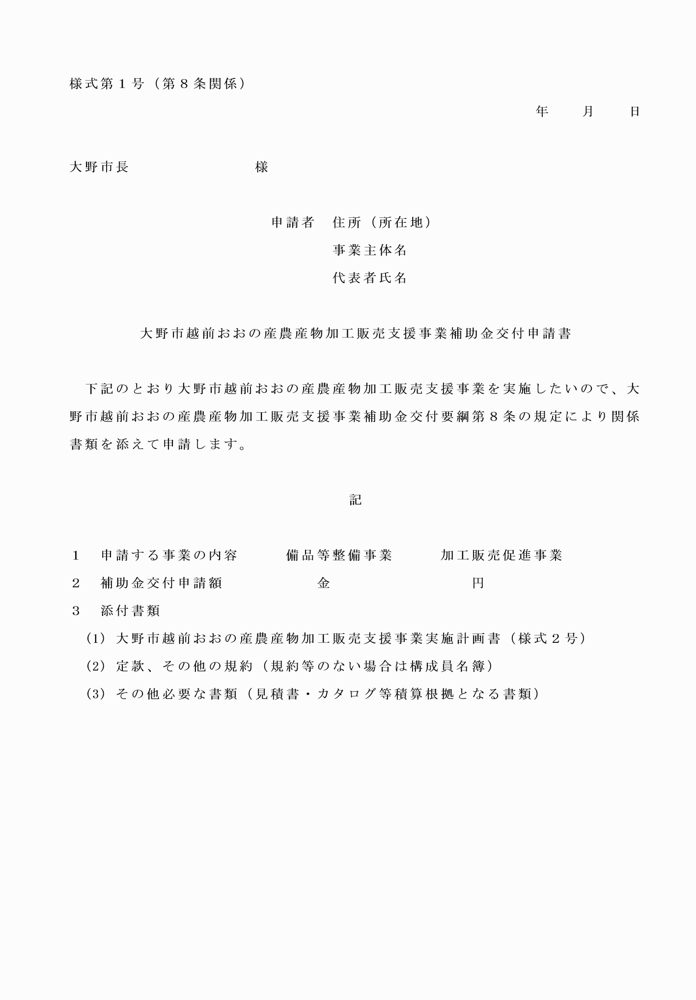 様式第１号（第８条関係）
年　　月　　日
大野市長　　　　　　　　様
申請者　住所（所在地）
事業主体名
代表者氏名
大野市越前おおの産農産物加工販売支援事業補助金交付申請書
　下記のとおり大野市越前おおの産農産物加工販売支援事業を実施したいので、大
野市越前おおの産農産物加工販売支援事業補助金交付要綱第８条の規定により関係
書類を添えて申請します。
記
１　申請する事業の内容　　　備品等整備事業　　　加工販売促進事業
２　補助金交付申請額　　　　　　金　　　　　　　　　円
３　添付書類
(1) 大野市越前おおの産農産物加工販売支援事業実施計画書（様式２号）
(2) 定款、その他の規約（規約等のない場合は構成員名簿）
(3) その他必要な書類（見積書・カタログ等積算根拠となる書類）